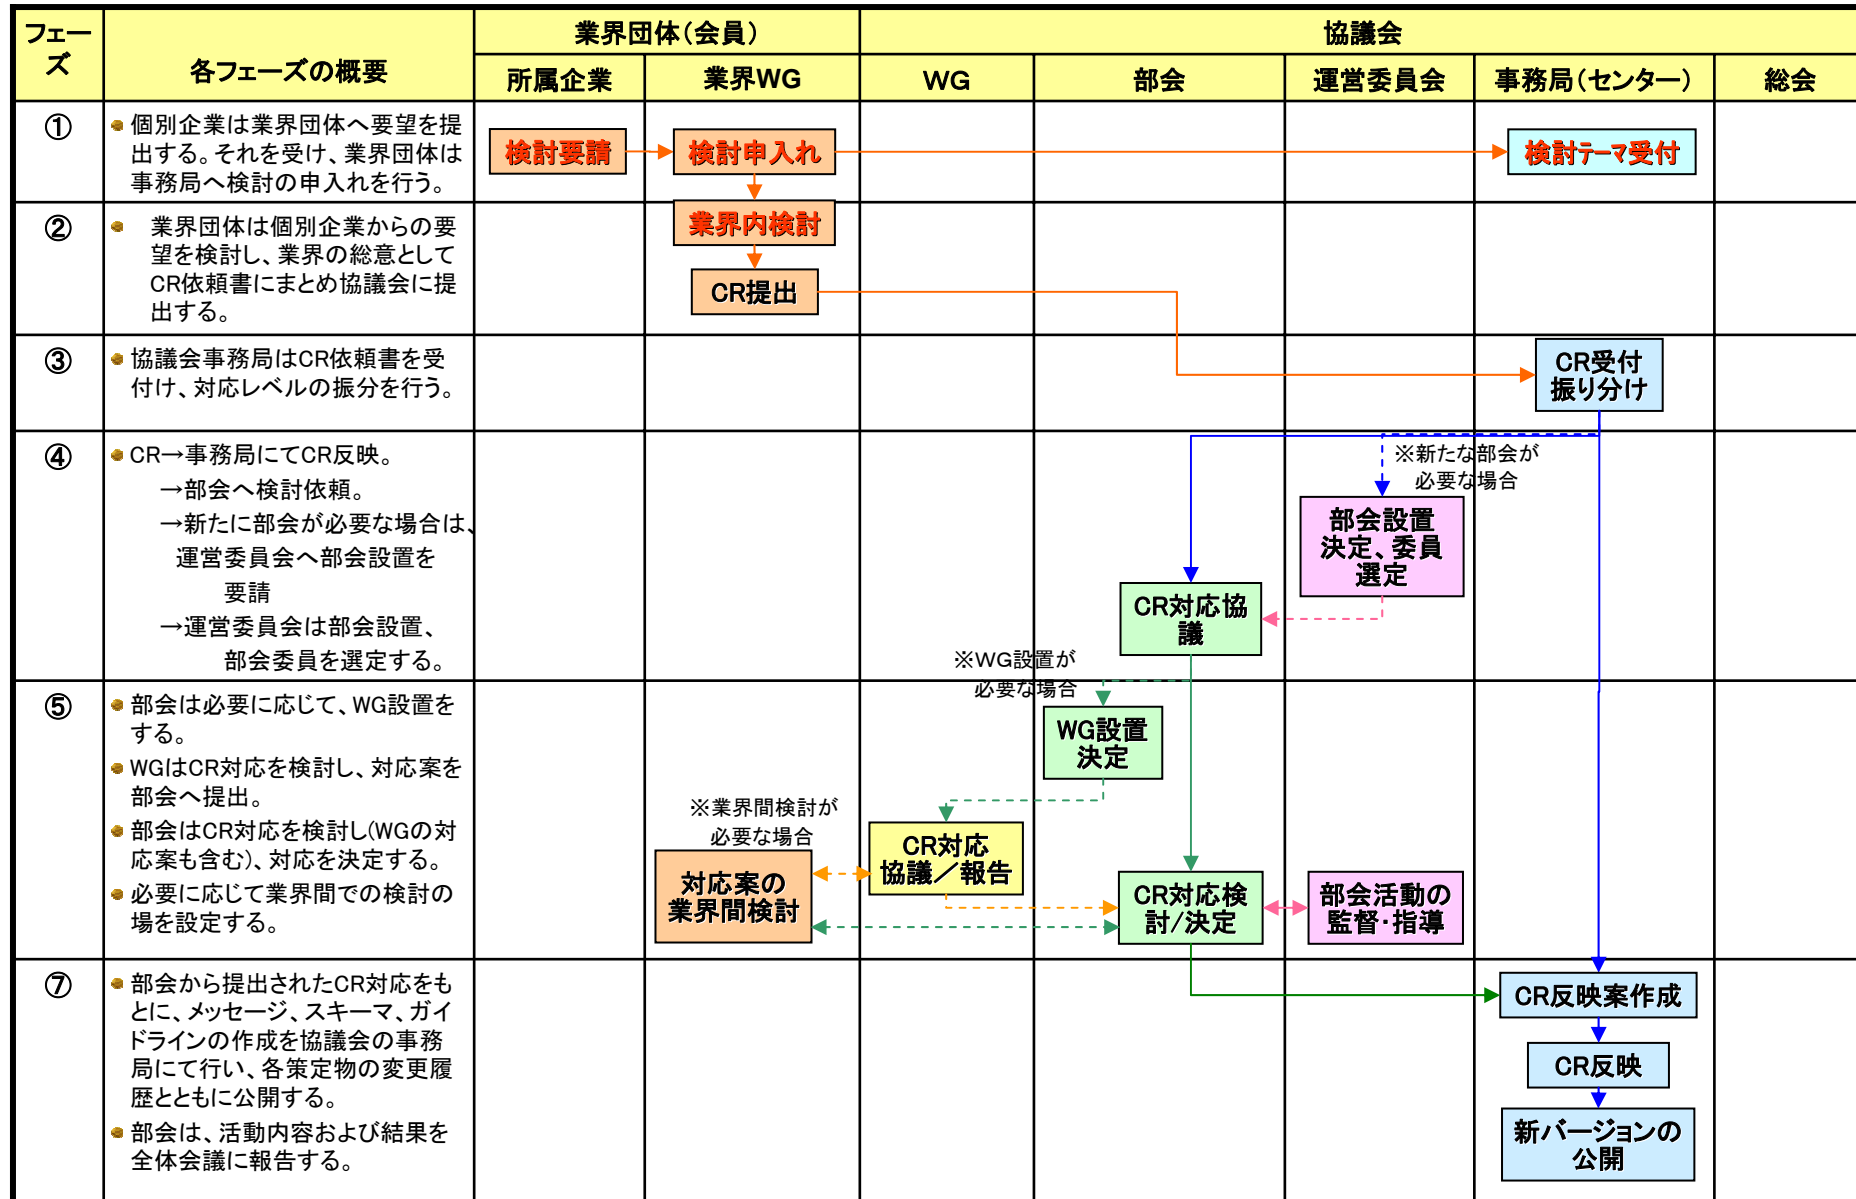 フェー
ズ
各フェーズの概要
業界団体（会員）
協議会
所属企業
業界WG
WG
部会
運営委員会
事務局（センター）
総会
①
個別企業は業界団体へ要望を提
出する。それを受け、業界団体は
事務局へ検討の申入れを行う。
検討要請
検討申入れ
検討テーマ受付
②
業界団体は個別企業からの要
望を検討し、業界の総意として
CR依頼書にまとめ協議会に提
出する。
業界内検討
CR提出
③
協議会事務局はCR依頼書を受
付け、対応レベルの振分を行う。
CR受付
振り分け
④
CR→事務局にてCR反映。
→部会へ検討依頼。
→新たに部会が必要な場合は、
運営委員会へ部会設置を
要請
→運営委員会は部会設置、
部会委員を選定する。
※新たな部会が
必要な場合
部会設置
決定、委員
選定
CR対応協
議
※WG設置が
必要な場合
⑤
部会は必要に応じて、WG設置を
する。
WGはCR対応を検討し、対応案を
部会へ提出。
部会はCR対応を検討し(WGの対
応案も含む)、対応を決定する。
必要に応じて業界間での検討の
場を設定する。
WG設置
決定
※業界間検討が
必要な場合
対応案の
業界間検討
CR対応
協議／報告
CR対応検
討/決定
部会活動の
監督・指導
⑦
部会から提出されたCR対応をも
とに、メッセージ、スキーマ、ガイ
ドラインの作成を協議会の事務
局にて行い、各策定物の変更履
歴とともに公開する。
部会は、活動内容および結果を
全体会議に報告する。
CR反映案作成
CR反映
新バージョンの
公開